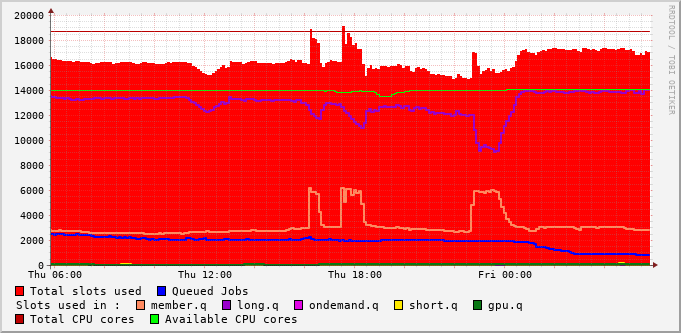 RRDTOOL / TOBI OETIKER
20000
18000
16000
14000
12000
10000
8000
6000
4000
2000
0
Thu 06:00 Thu 12:00 Thu 18:00 Fri 00:00
Total slots used Queued Jobs
Slots used in : member.q long.q ondemand.q short.q gpu.q
Total CPU cores Available CPU cores